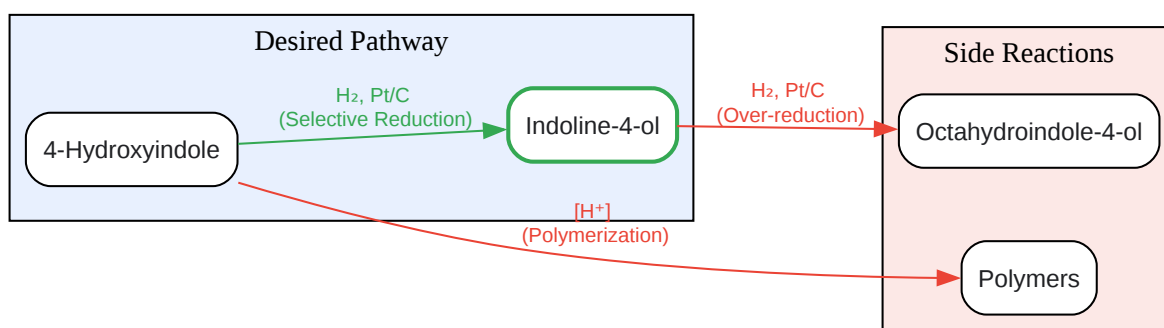 Desired Pathway
Side Reactions
H₂, Pt/C
(Selective Reduction)
H₂, Pt/C
(Over-reduction)
4-Hydroxyindole
Indoline-4-ol
Octahydroindole-4-ol
[H⁺]
(Polymerization)
Polymers